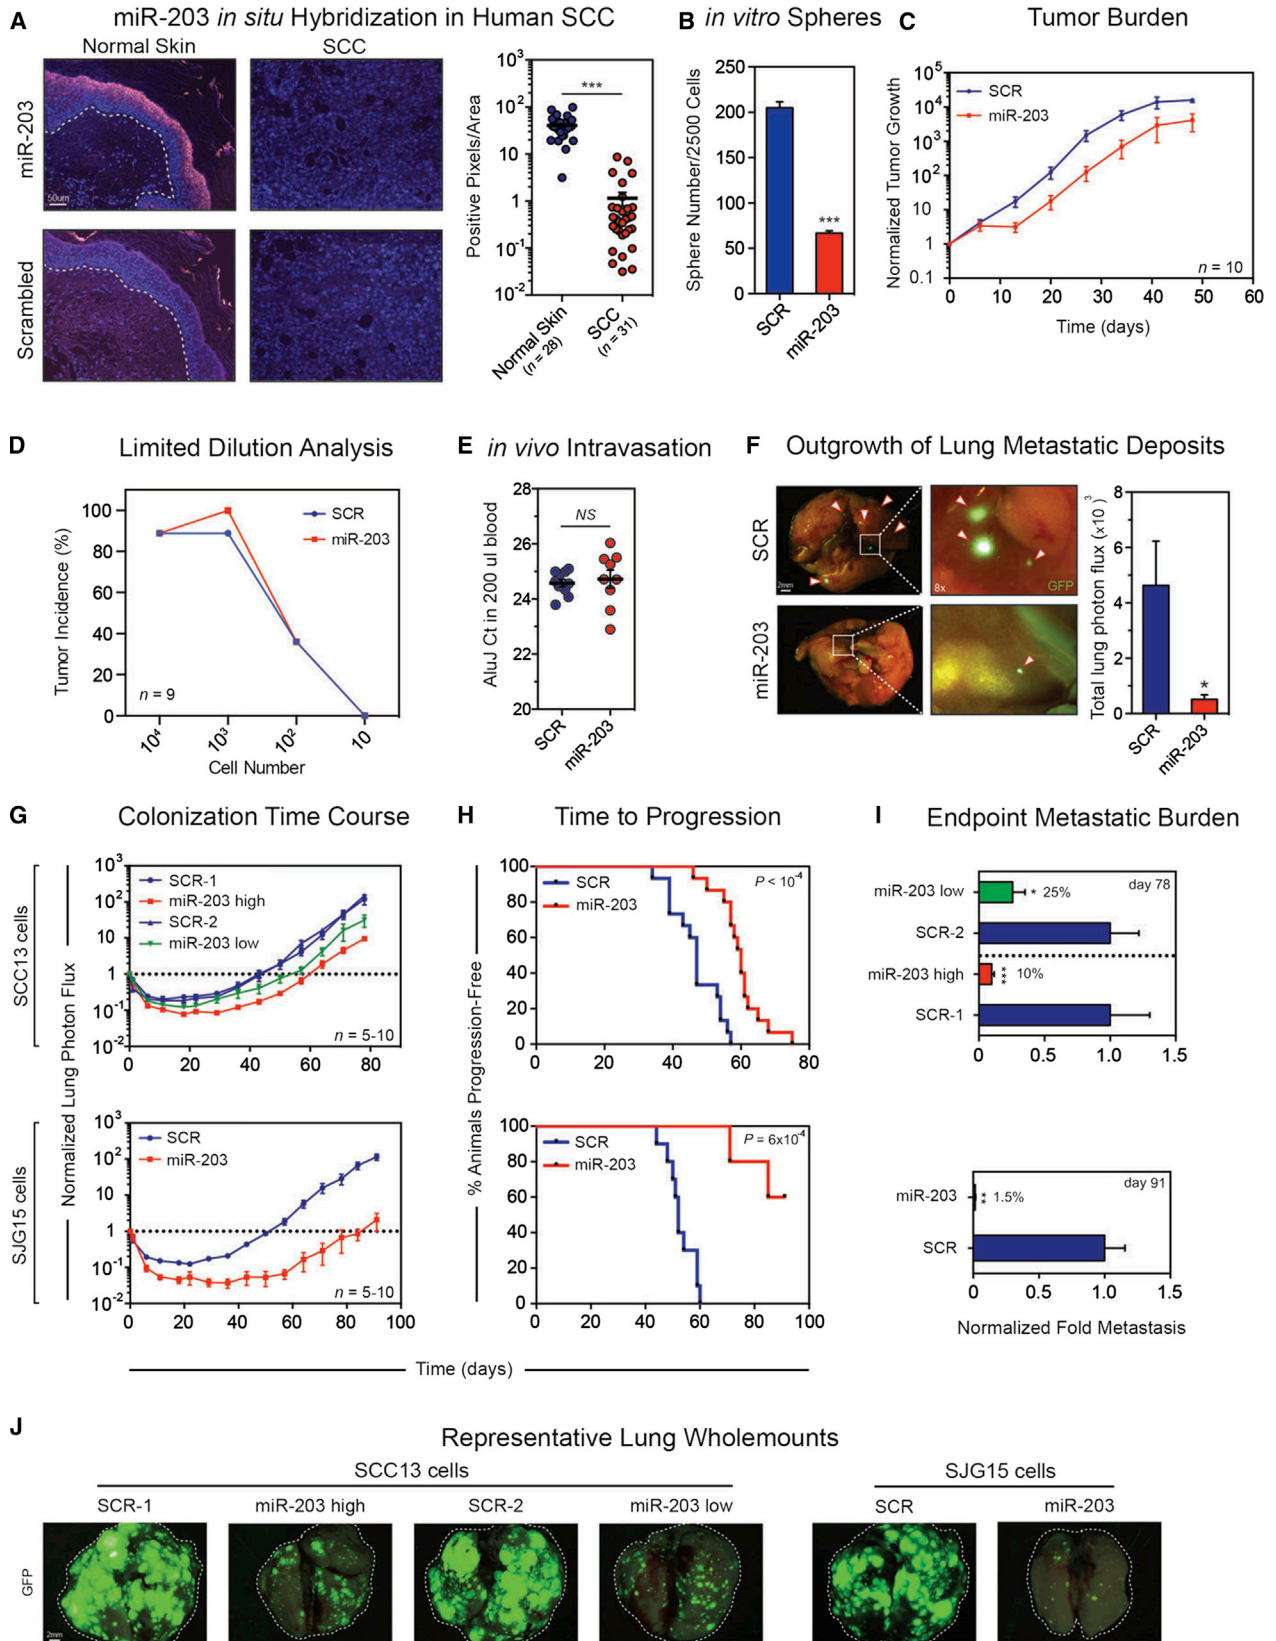 A
miR-203 in situ Hybridization in Human SCC
Normal Skin
SCC
miR-203
50um
Scrambled
Positive Pixels/Area
10³
10²
10
1
10⁻¹
10⁻²
***
Normal Skin
(n = 28)
SCC
(n = 31)
B
in vitro Spheres
Sphere Number/2500 Cells
250
200
150
100
50
0
***
SCR
miR-203
C
Tumor Burden
Normalized Tumor Growth
10⁵
10⁴
10³
10²
10
1
0.1
SCR
miR-203
n = 10
0 10 20 30 40 50 60
Time (days)
D
Limited Dilution Analysis
Tumor Incidence (%)
100
80
60
40
20
0
SCR
miR-203
n = 9
10⁴ 10³ 10² 10
Cell Number
E
in vivo Intravasation
AluJ Ct in 200 ul blood
28
26
24
22
20
NS
SCR
miR-203
F
Outgrowth of Lung Metastatic Deposits
SCR
2mm
8x
GFP
miR-203
Total lung photon flux (x10³)
8
6
4
2
0
*
SCR
miR-203
G
Colonization Time Course
SCC13 cells
Normalized Lung Photon Flux
10³
10²
10
1
10⁻¹
10⁻²
SCR-1
miR-203 high
SCR-2
miR-203 low
n = 5-10
0 20 40 60 80 100
SJG15 cells
10³
10²
10
1
10⁻¹
10⁻²
SCR
miR-203
n = 5-10
0 20 40 60 80 100
H
Time to Progression
% Animals Progression-Free
100
80
60
40
20
0
SCR
miR-203
P < 10⁻⁴
0 20 40 60 80
100
80
60
40
20
0
SCR
miR-203
P = 6x10⁻⁴
0 20 40 60 80 100
Time (days)
I
Endpoint Metastatic Burden
day 78
miR-203 low
* 25%
SCR-2
miR-203 high
*** 10%
SCR-1
0 0.5 1.0 1.5
day 91
miR-203
** 1.5%
SCR
0 0.5 1.0 1.5
Normalized Fold Metastasis
J
Representative Lung Wholemounts
SCC13 cells
SJG15 cells
SCR-1
miR-203 high
SCR-2
miR-203 low
SCR
miR-203
GFP
2mm